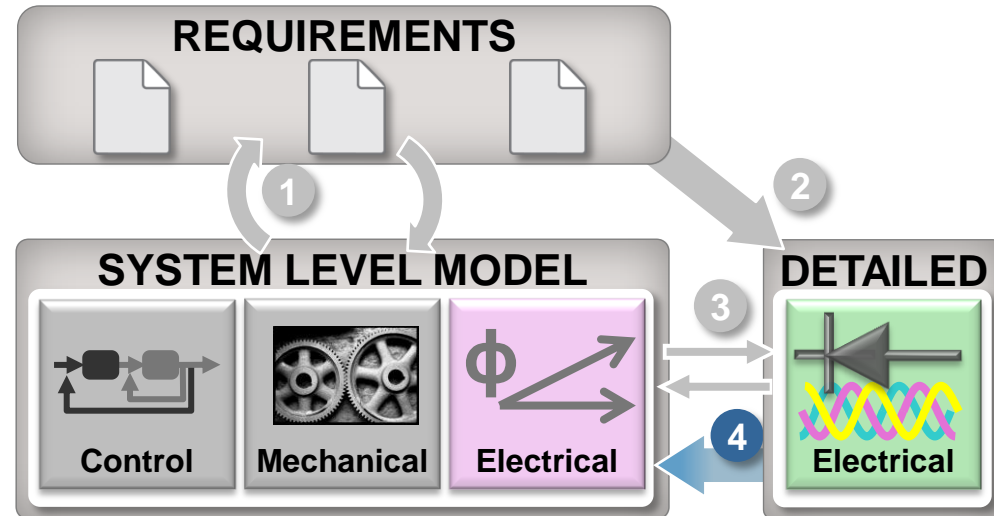 REQUIREMENTS
1
2
SYSTEM LEVEL MODEL
DETAILED
3
ϕ
4
Control
Mechanical
Electrical
Electrical